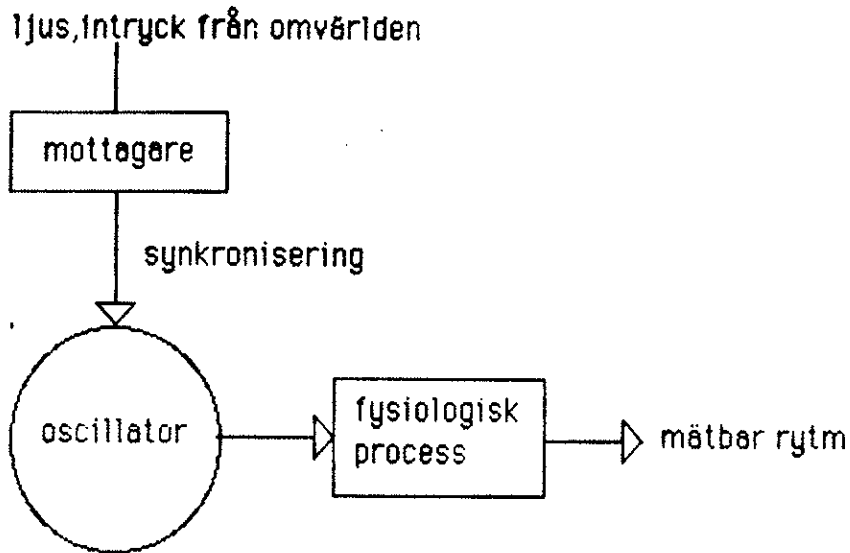 ljus,intryck från omvärlden
mottagare
synkronisering
oscillator
fysiologisk
process
mätbar rytm